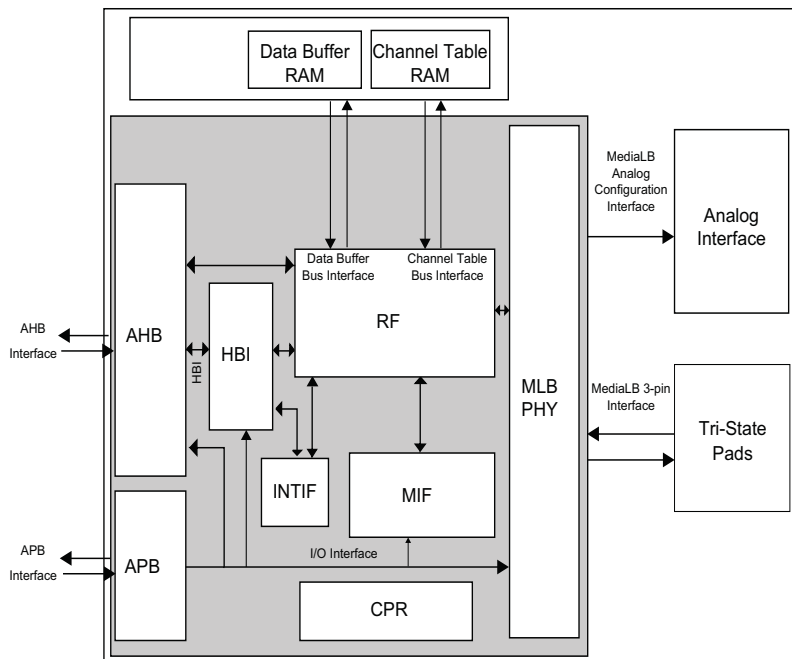 Data Buffer
RAM
Channel Table
RAM
MediaLB
Analog
Configuration
Interface
Analog
Interface
Data Buffer
Bus Interface
Channel Table
Bus Interface
RF
AHB
Interface
AHB
HBI
HBI
MLB
PHY
MediaLB 3-pin
Interface
Tri-State
Pads
INTIF
MIF
APB
Interface
APB
I/O Interface
CPR